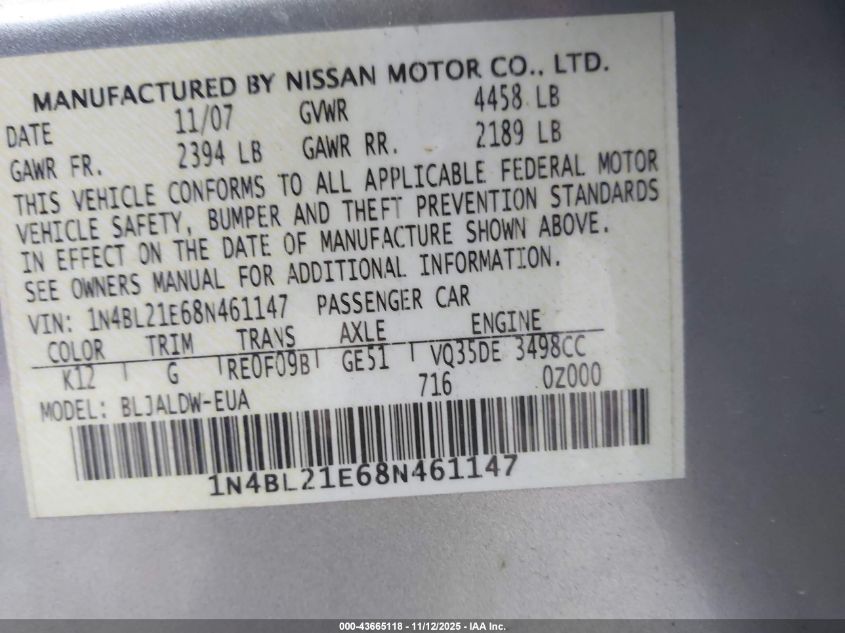 MANUFACTURED BY NISSAN MOTOR CO., LTD.
DATE 11/07 GVWR 4458 LB
GAWR FR. 2394 LB GAWR RR. 2189 LB
THIS VEHICLE CONFORMS TO ALL APPLICABLE FEDERAL MOTOR
VEHICLE SAFETY, BUMPER AND THEFT PREVENTION STANDARDS
IN EFFECT ON THE DATE OF MANUFACTURE SHOWN ABOVE.
SEE OWNERS MANUAL FOR ADDITIONAL INFORMATION.
VIN: 1N4BL21E68N461147 PASSENGER CAR
COLOR TRIM TRANS AXLE ENGINE
K12 G RE0F09B GE51 VQ35DE 3498CC
MODEL: BLJALDW-EUA 716 0Z000
1N4BL21E68N461147
000-43665118 - 11/12/2025 - IAA Inc.